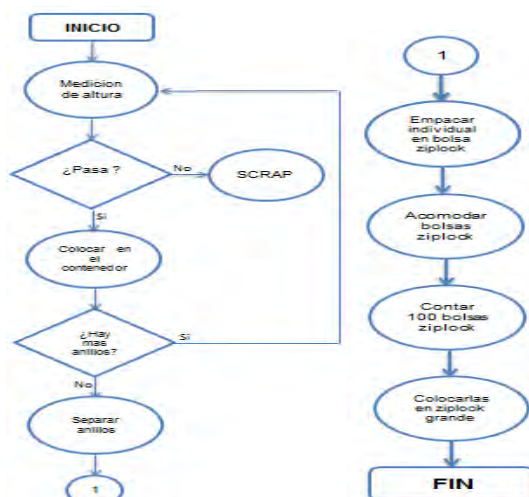 INICIO
Medicion
de altura
¿Pasa ?
No
SCRAP
Si
Colocar en
el
contenedor
¿Hay
mas
anillos?
Si
No
Separar
anillos
1
1
Empacar
individual
en bolsa
ziplock
Acomodar
bolsas
ziplock
Contar
100 bolsas
ziplock
Colocarlas
en ziplock
grande
FIN